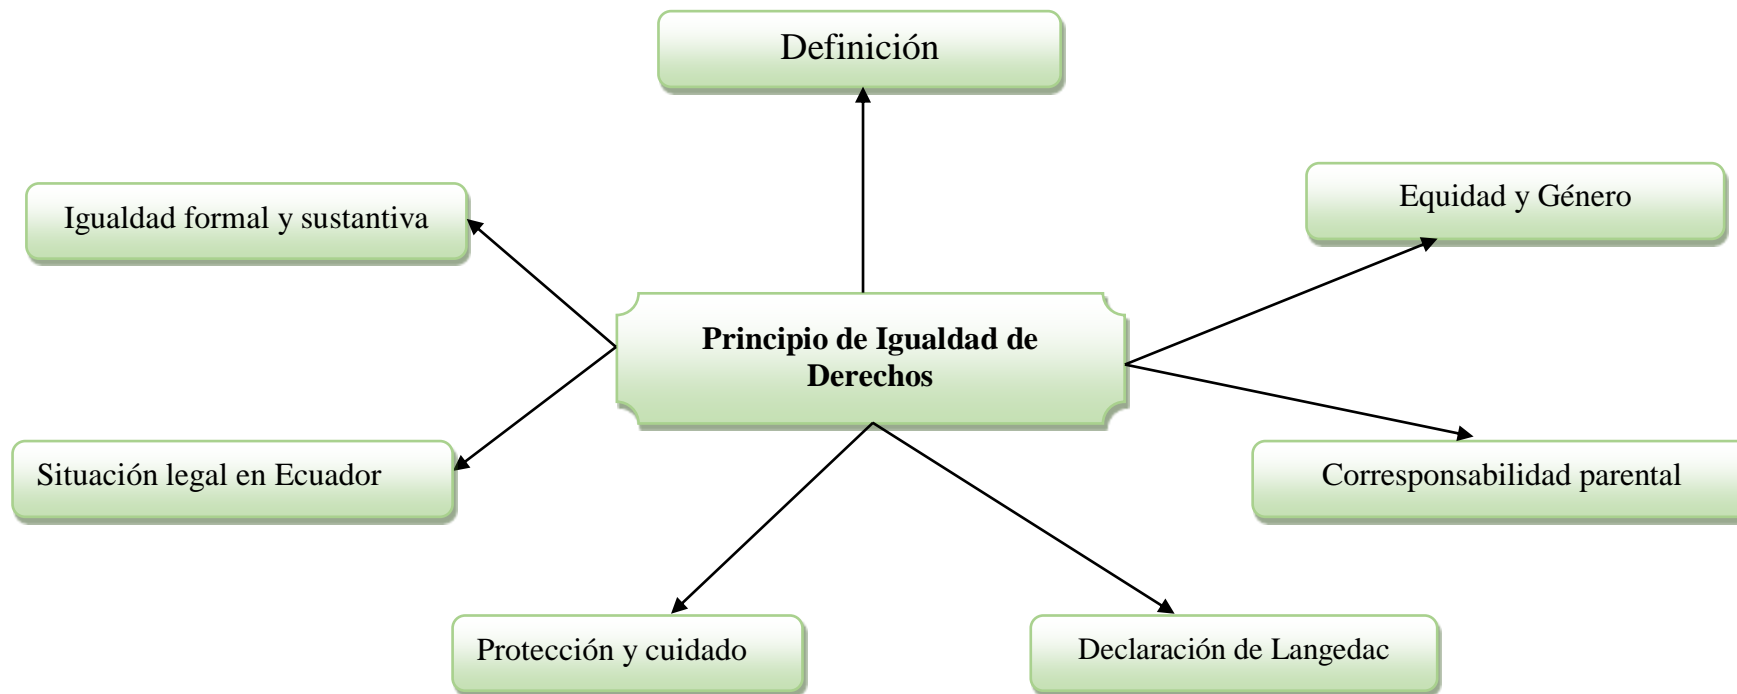 Definición
Equidad y Género
Igualdad formal y sustantiva
Principio de Igualdad de
Derechos
Situación legal en Ecuador
Corresponsabilidad parental
Protección y cuidado
Declaración de Langedac